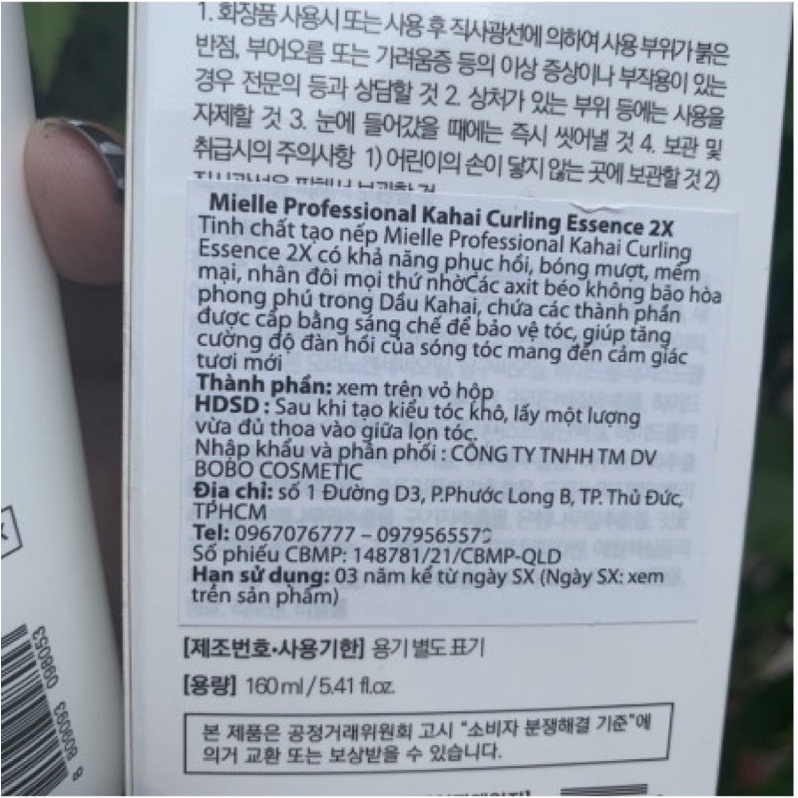 1. 화장품 사용시 또는 사용 후 직사광선에 의하여 사용 부위가 붉은
반점, 부어오름 또는 가려움증 등의 이상 증상이나 부작용이 있는
경우 전문의 등과 상담할 것 2. 상처가 있는 부위 등에는 사용을
자제할 것 3. 눈에 들어갔을 때에는 즉시 씻어낼 것 4. 보관 및
취급시의 주의사항 1) 어린이의 손이 닿지 않는 곳에 보관할 것 2)
직사광선을 피해서 보관할 것
Mielle Professional Kahai Curling Essence 2X
Tinh chất tạo nếp Mielle Professional Kahai Curling
Essence 2X có khả năng phục hồi, bóng mượt, mềm
mại, nhân đôi mọi thứ nhờCác axit béo không bão hòa
phong phú trong Dầu Kahai, chứa các thành phần
được cấp bằng sáng chế để bảo vệ tóc, giúp tăng
cường độ đàn hồi của sóng tóc mang đến cảm giác
tươi mới
Thành phần: xem trên vỏ hộp
HDSD : Sau khi tạo kiểu tóc khô, lấy một lượng
vừa đủ thoa vào giữa lọn tóc.
Nhập khẩu và phân phối : CÔNG TY TNHH TM DV
BOBO COSMETIC
Địa chỉ: số 1 Đường D3, P.Phước Long B, TP. Thủ Đức,
TPHCM
Tel: 0967076777 – 0979565572
Số phiếu CBMP: 148781/21/CBMP-QLD
Hạn sử dụng: 03 năm kể từ ngày SX (Ngày SX: xem
trên sản phẩm)
[제조번호•사용기한] 용기 별도 표기
[용량] 160ml / 5.41 fl.oz.
본 제품은 공정거래위원회 고시 "소비자 분쟁해결 기준"에
의거 교환 또는 보상받을 수 있습니다.
8 809093 098053